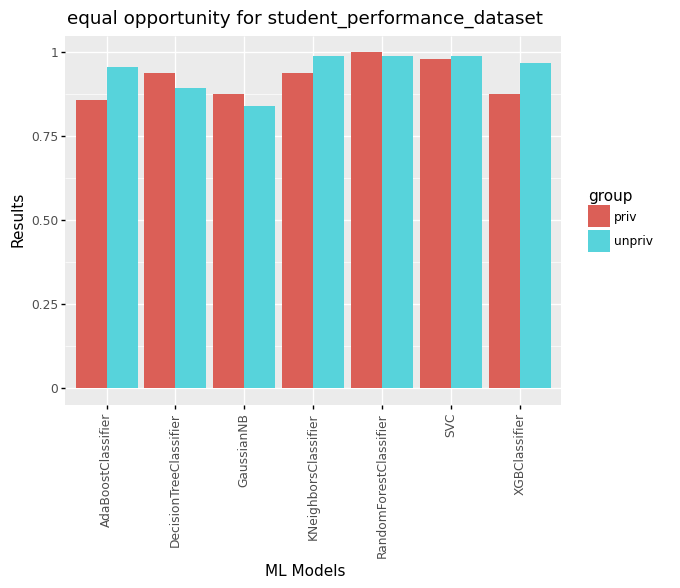 equal opportunity for student_performance_dataset
Results
1
0.75
0.50
0.25
0
AdaBoostClassifier
DecisionTreeClassifier
GaussianNB
KNeighborsClassifier
RandomForestClassifier
SVC
XGBClassifier
ML Models
group
priv
unpriv